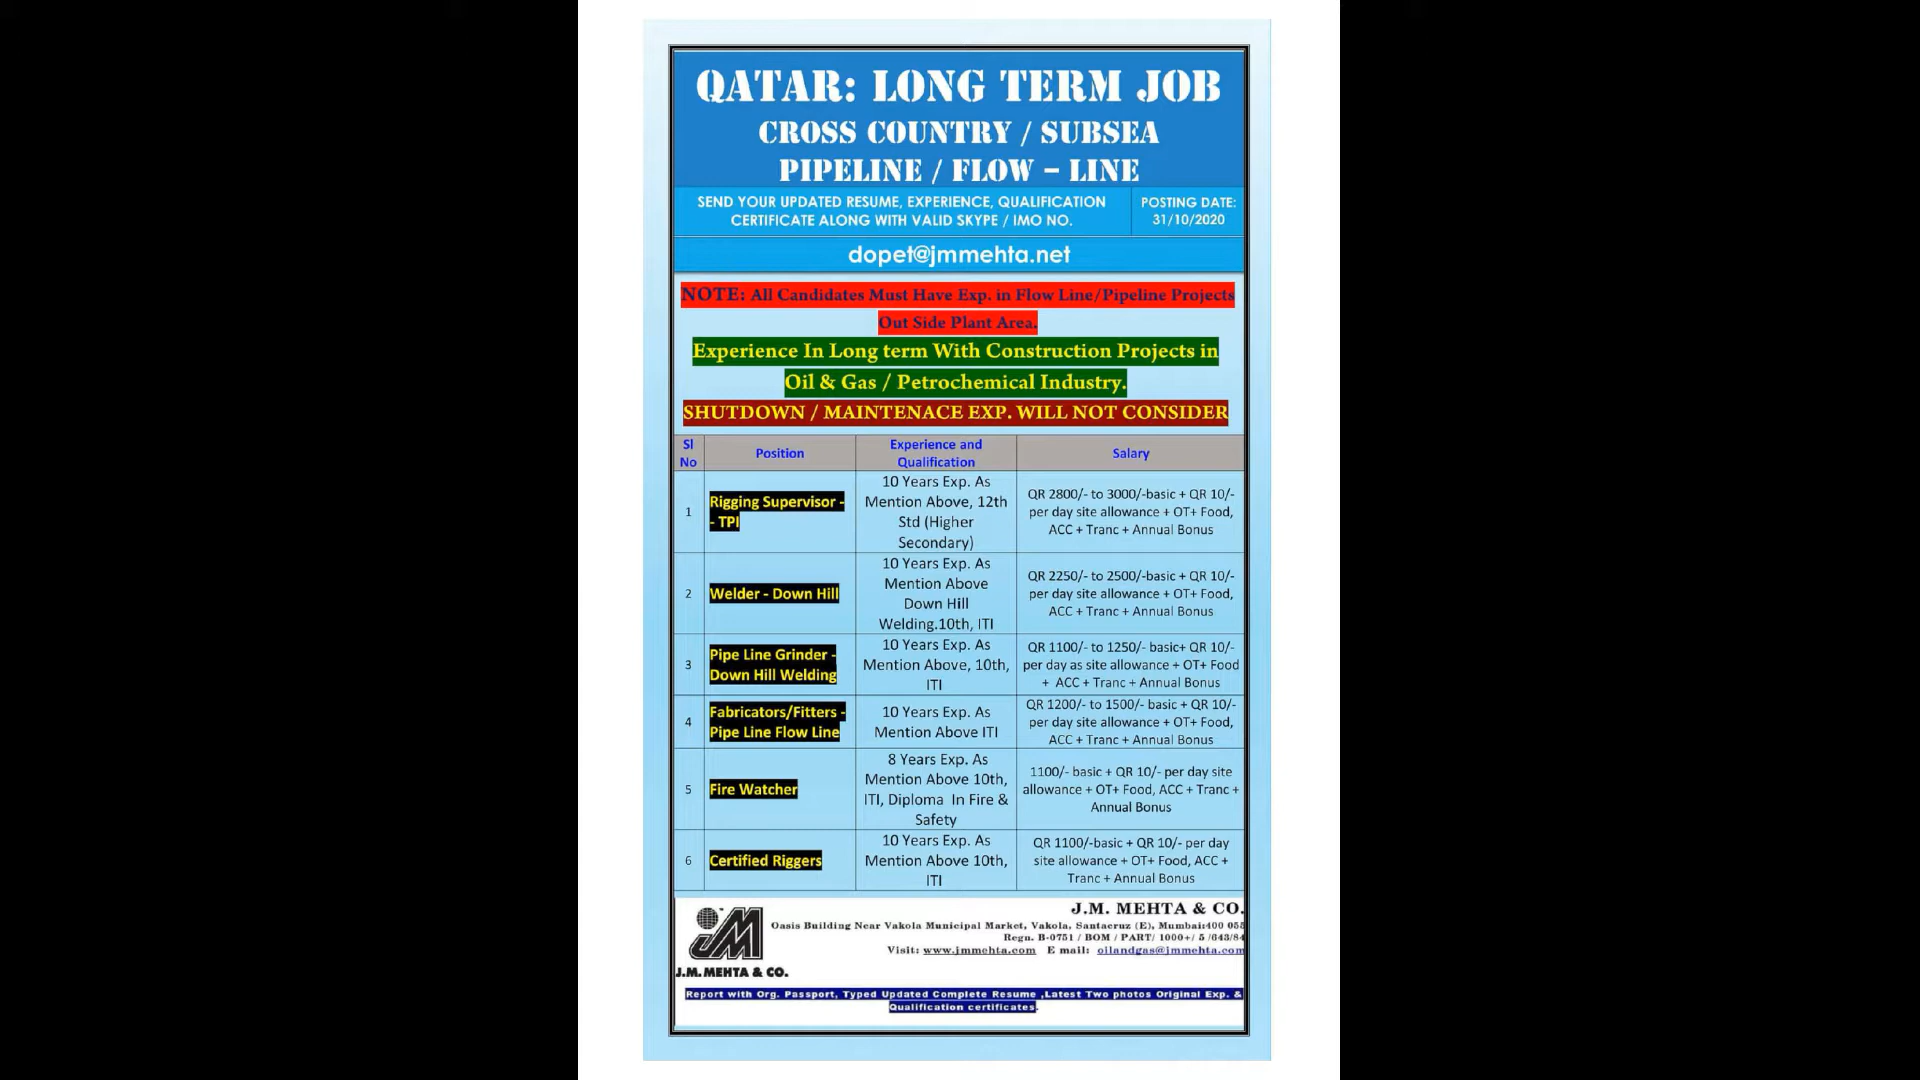 QATAR: LONG TERM JOB
CROSS COUNTRY / SUBSEA
PIPELINE / FLOW – LINE
SEND YOUR UPDATED RESUME, EXPERIENCE, QUALIFICATION
CERTIFICATE ALONG WITH VALID SKYPE / IMO NO.
POSTING DATE:
31/10/2020
dopet@jmmehta.net
NOTE: All Candidates Must Have Exp. in Flow Line/Pipeline Projects
Out Side Plant Area.
Experience In Long term With Construction Projects in
Oil & Gas / Petrochemical Industry.
SHUTDOWN / MAINTENACE EXP. WILL NOT CONSIDER
Sl
No
Position
Experience and
Qualification
Salary
1
Rigging Supervisor -
- TPI
10 Years Exp. As
Mention Above, 12th
Std (Higher
Secondary)
QR 2800/- to 3000/-basic + QR 10/-
per day site allowance + OT+ Food,
ACC + Tranc + Annual Bonus
2
Welder - Down Hill
10 Years Exp. As
Mention Above
Down Hill
Welding.10th, ITI
QR 2250/- to 2500/-basic + QR 10/-
per day site allowance + OT+ Food,
ACC + Tranc + Annual Bonus
3
Pipe Line Grinder -
Down Hill Welding
10 Years Exp. As
Mention Above, 10th,
ITI
QR 1100/- to 1250/- basic+ QR 10/-
per day as site allowance + OT+ Food
+ ACC + Tranc + Annual Bonus
4
Fabricators/Fitters -
Pipe Line Flow Line
10 Years Exp. As
Mention Above ITI
QR 1200/- to 1500/- basic + QR 10/-
per day site allowance + OT+ Food,
ACC + Tranc + Annual Bonus
5
Fire Watcher
8 Years Exp. As
Mention Above 10th,
ITI, Diploma In Fire &
Safety
1100/- basic + QR 10/- per day site
allowance + OT+ Food, ACC + Tranc +
Annual Bonus
6
Certified Riggers
10 Years Exp. As
Mention Above 10th,
ITI
QR 1100/-basic + QR 10/- per day
site allowance + OT+ Food, ACC +
Tranc + Annual Bonus
JM
J.M. MEHTA & CO.
J.M. MEHTA & CO.
Oasis Building Near Vakola Municipal Market, Vakola, Santacruz (E), Mumbai:400 055
Regn. B-0751 / BOM / PART/ 1000+/ 5 /643/84
Visit: www.jmmehta.com E mail: oilandgas@jmmehta.com
Report with Org. Passport, Typed Updated Complete Resume ,Latest Two photos Original Exp. &
Qualification certificates.